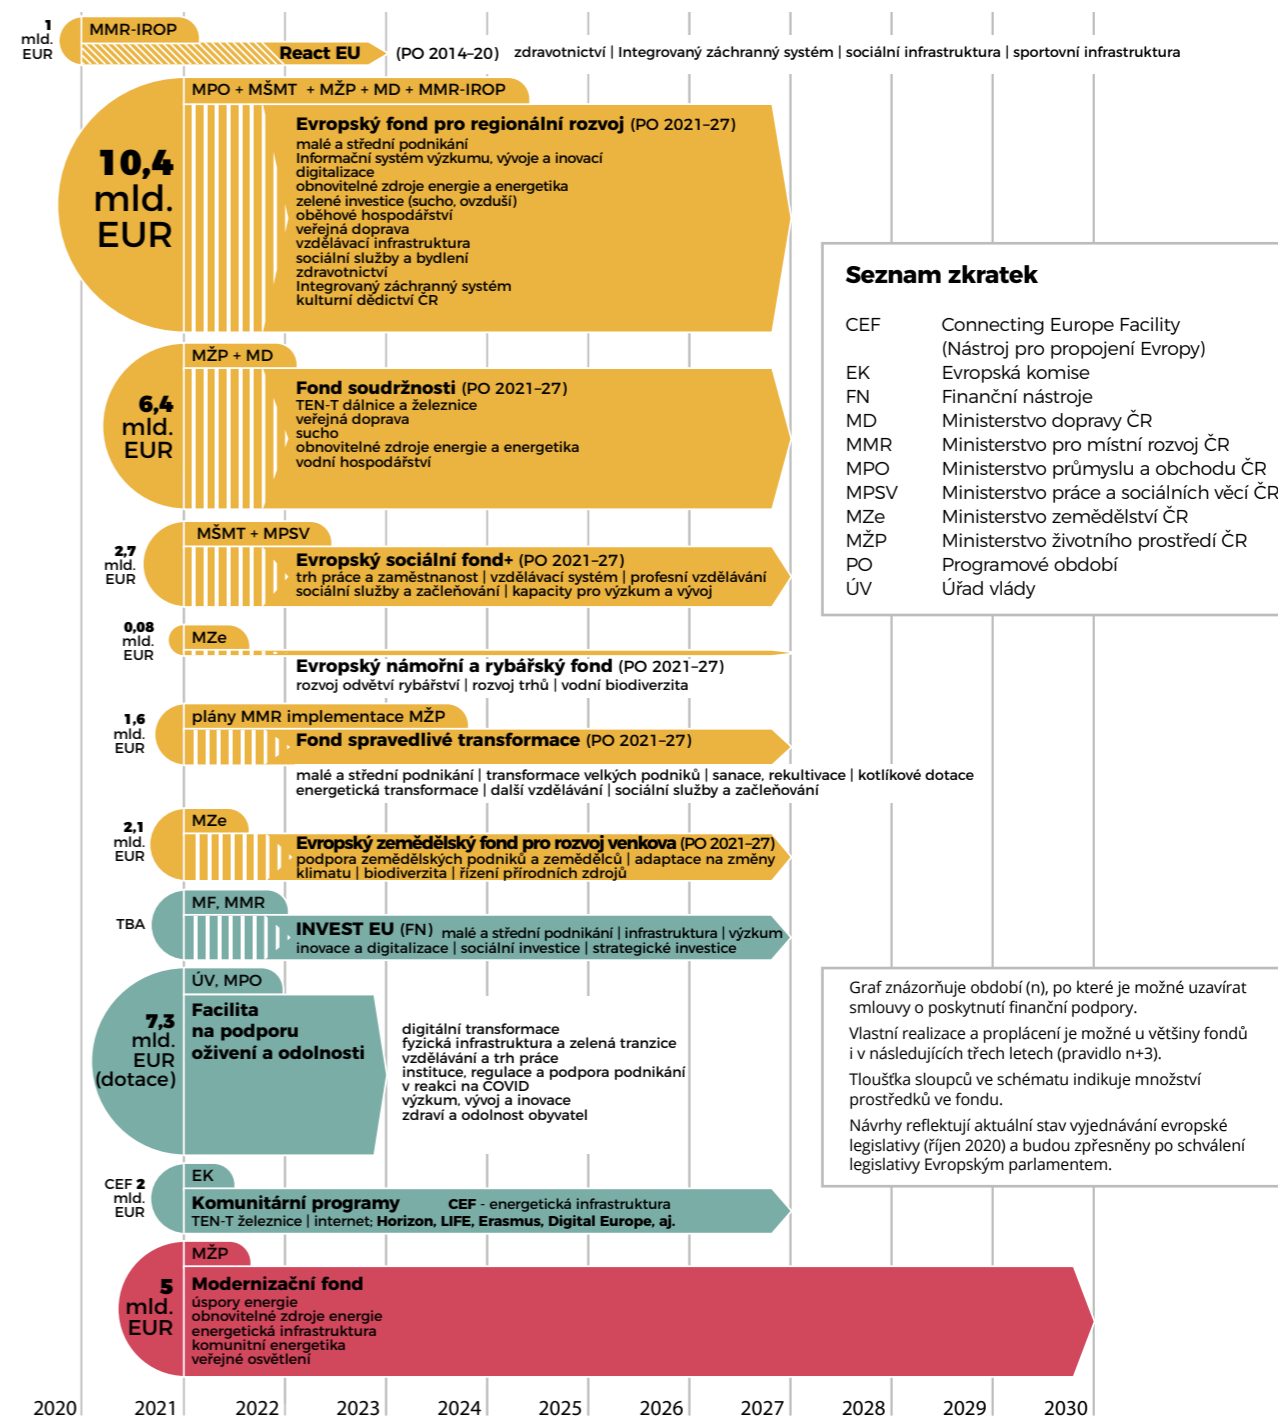 1
mld.
EUR
MMR-IROP
React EU (PO 2014–20) zdravotnictví | Integrovaný záchranný systém | sociální infrastruktura | sportovní infrastruktura
MPO + MŠMT + MŽP + MD + MMR-IROP
10,4
mld.
EUR
Evropský fond pro regionální rozvoj (PO 2021–27)
malé a střední podnikání
Informační systém výzkumu, vývoje a inovací
digitalizace
obnovitelné zdroje energie a energetika
zelené investice (sucho, ovzduší)
oběhové hospodářství
veřejná doprava
vzdělávací infrastruktura
sociální služby a bydlení
zdravotnictví
Integrovaný záchranný systém
kulturní dědictví ČR
MŽP + MD
6,4
mld.
EUR
Fond soudržnosti (PO 2021–27)
TEN-T dálnice a železnice
veřejná doprava
sucho
obnovitelné zdroje energie a energetika
vodní hospodářství
MŠMT + MPSV
2,7
mld.
EUR
Evropský sociální fond+ (PO 2021–27)
trh práce a zaměstnanost | vzdělávací systém | profesní vzdělávání
sociální služby a začleňování | kapacity pro výzkum a vývoj
0,08
mld.
EUR
MZe
Evropský námořní a rybářský fond (PO 2021–27)
rozvoj odvětví rybářství | rozvoj trhů | vodní biodiverzita
1,6
mld.
EUR
plány MMR implementace MŽP
Fond spravedlivé transformace (PO 2021–27)
malé a střední podnikání | transformace velkých podniků | sanace, rekultivace | kotlíkové dotace
energetická transformace | další vzdělávání | sociální služby a začleňování
2,1
mld.
EUR
MZe
Evropský zemědělský fond pro rozvoj venkova (PO 2021–27)
podpora zemědělských podniků a zemědělců | adaptace na změny
klimatu | biodiverzita | řízení přírodních zdrojů
TBA
MF, MMR
INVEST EU (FN) malé a střední podnikání | infrastruktura | výzkum
inovace a digitalizace | sociální investice | strategické investice
ÚV, MPO
7,3
mld.
EUR
(dotace)
Facilita
na podporu
oživení a odolnosti
digitální transformace
fyzická infrastruktura a zelená tranzice
vzdělávání a trh práce
instituce, regulace a podpora podnikání
v reakci na COVID
výzkum, vývoj a inovace
zdraví a odolnost obyvatel
CEF 2
mld.
EUR
EK
Komunitární programy CEF - energetická infrastruktura
TEN-T železnice | internet; Horizon, LIFE, Erasmus, Digital Europe, aj.
MŽP
5
mld.
EUR
Modernizační fond
úspory energie
obnovitelné zdroje energie
energetická infrastruktura
komunitní energetika
veřejné osvětlení
Seznam zkratek
CEF Connecting Europe Facility
(Nástroj pro propojení Evropy)
EK Evropská komise
FN Finanční nástroje
MD Ministerstvo dopravy ČR
MMR Ministerstvo pro místní rozvoj ČR
MPO Ministerstvo průmyslu a obchodu ČR
MPSV Ministerstvo práce a sociálních věcí ČR
MZe Ministerstvo zemědělství ČR
MŽP Ministerstvo životního prostředí ČR
PO Programové období
ÚV Úřad vlády
Graf znázorňuje období (n), po které je možné uzavírat
smlouvy o poskytnutí finanční podpory.
Vlastní realizace a proplácení je možné u většiny fondů
i v následujících třech letech (pravidlo n+3).
Tloušťka sloupců ve schématu indikuje množství
prostředků ve fondu.
Návrhy reflektují aktuální stav vyjednávání evropské
legislativy (říjen 2020) a budou zpřesněny po schválení
legislativy Evropským parlamentem.
2020 2021 2022 2023 2024 2025 2026 2027 2028 2029 2030